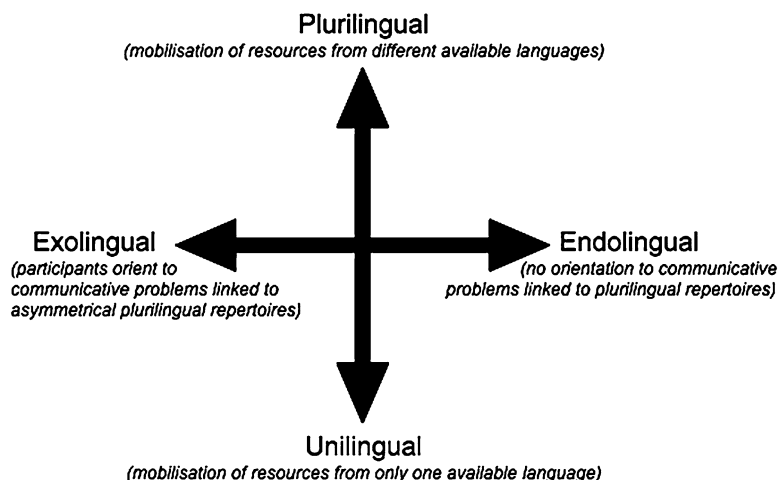 Plurilingual
(mobilisation of resources from different available languages)
Exolingual
(participants orient to
communicative problems linked to
asymmetrical plurilingual repertoires)
Endolingual
(no orientation to communicative
problems linked to plurilingual repertoires)
Unilingual
(mobilisation of resources from only one available language)